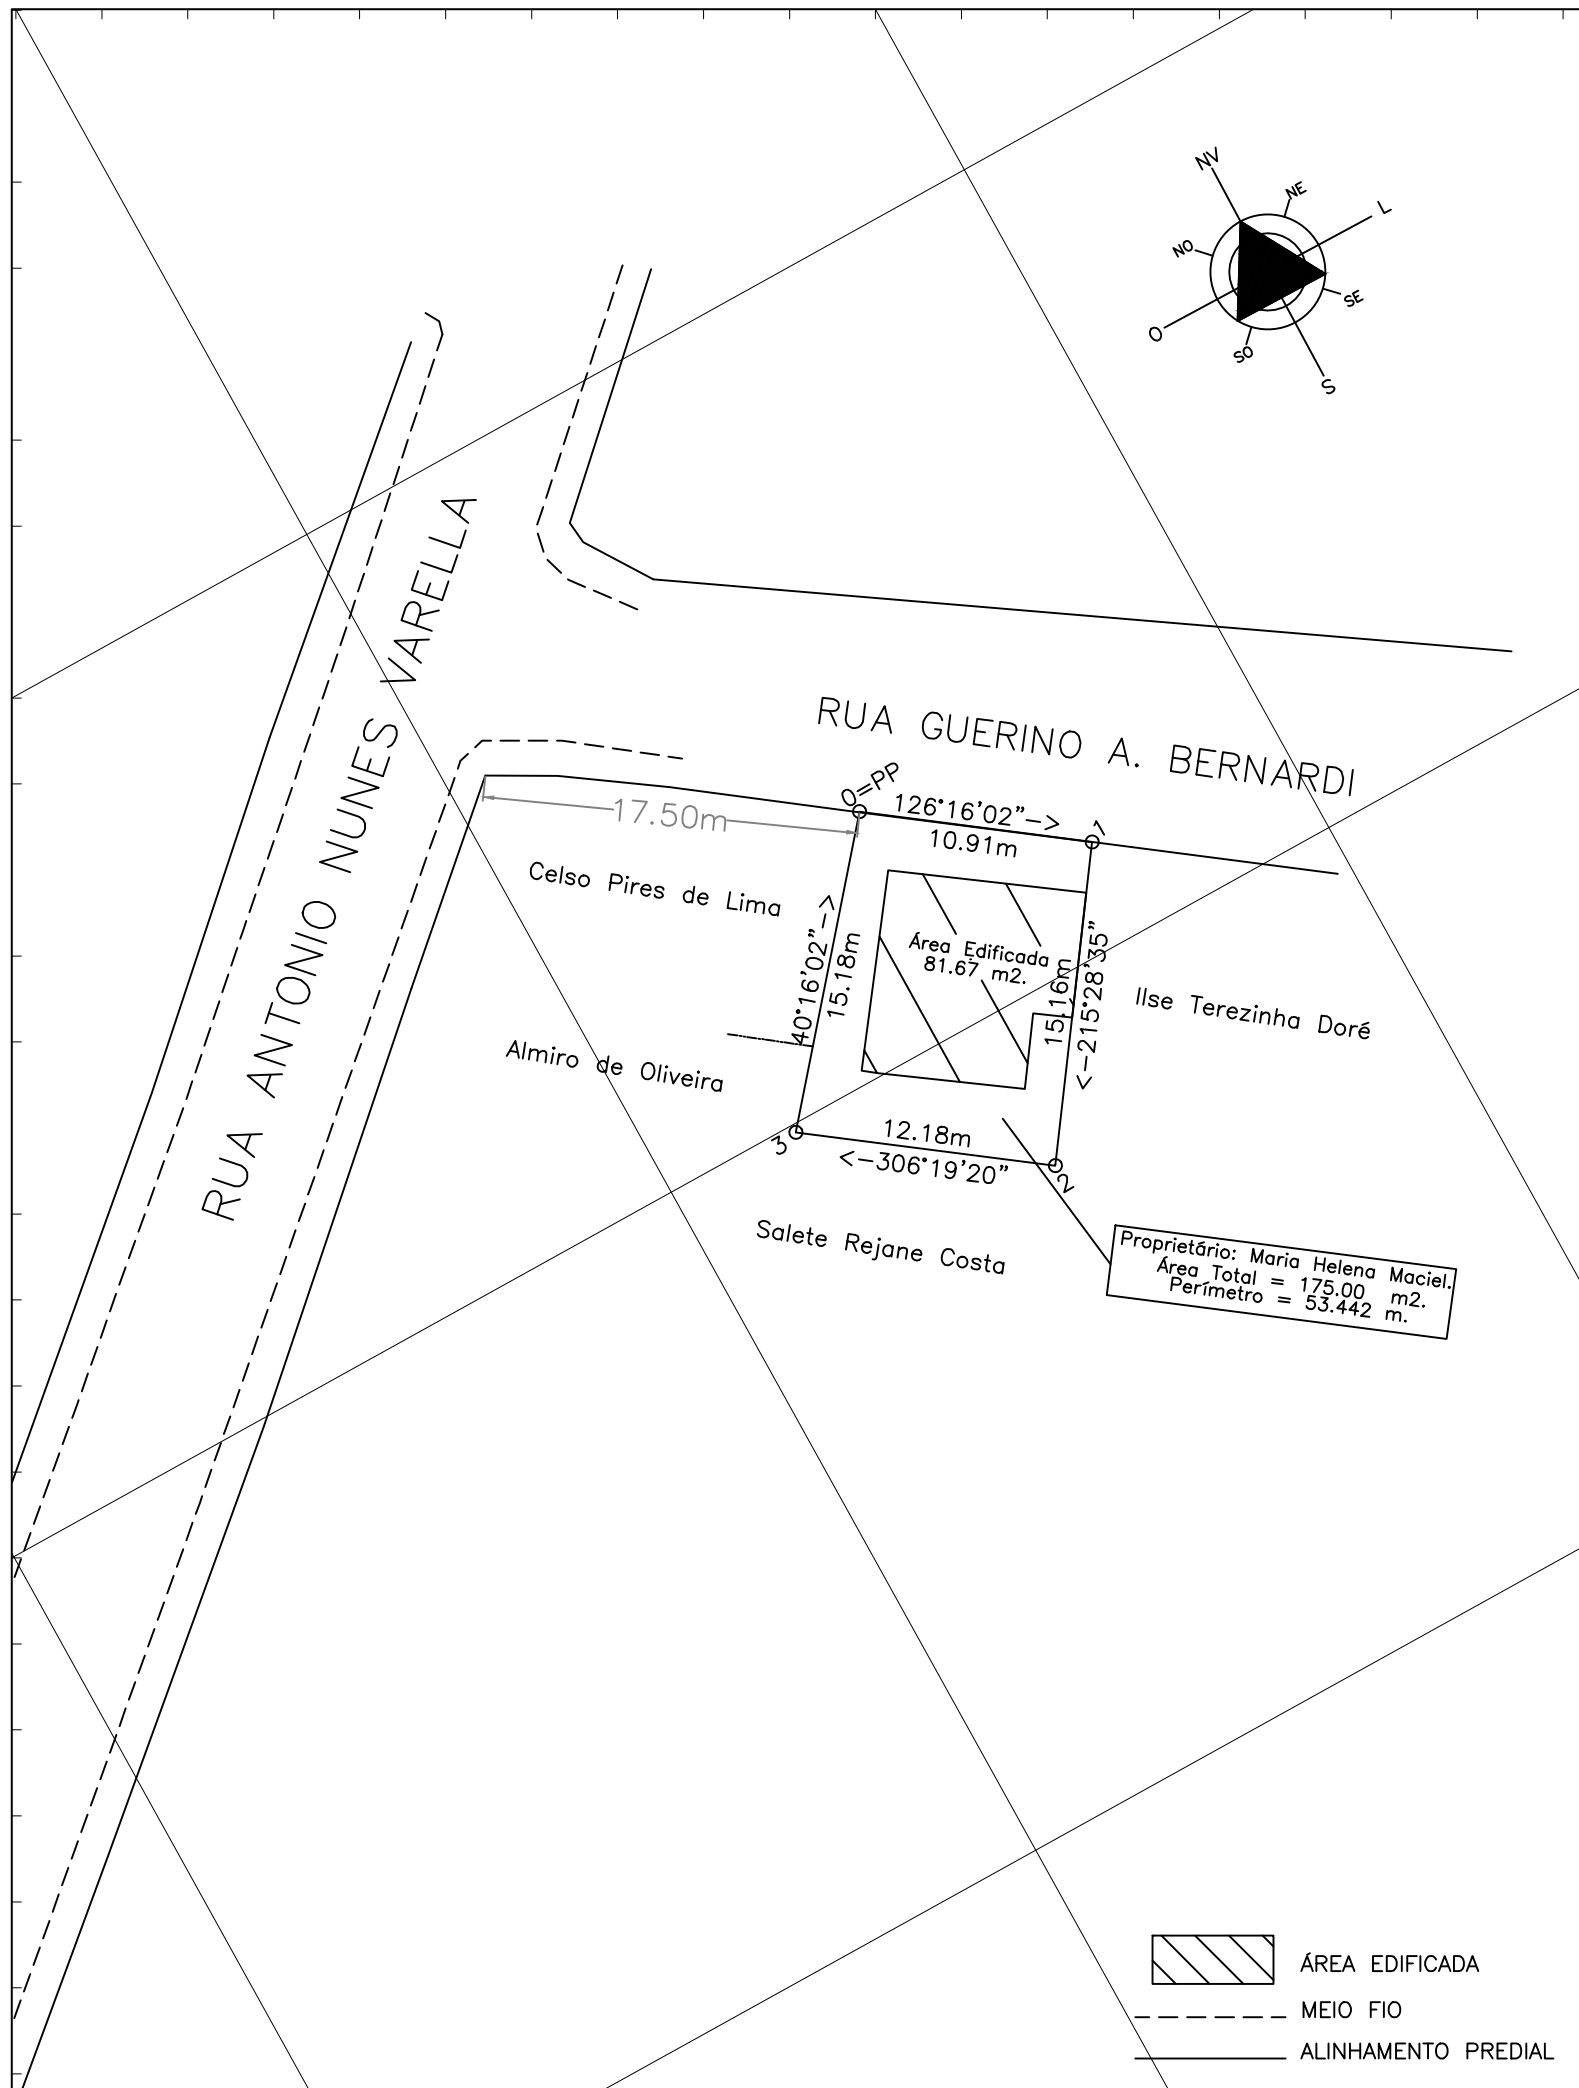 NV
NE
L
NO
SE
O
SO
S
RUA ANTONIO NUNES VARELLA
RUA GUERINO A. BERNARDI
0=PP
126°16'02"->
1
17.50m
10.91m
Celso Pires de Lima
40°16'02"->
15.18m
Área Edificada
81.67 m2.
15.16m
<-215°28'35"
Ilse Terezinha Doré
Almiro de Oliveira
12.18m
3
<-306°19'20"
2
Salete Rejane Costa
Proprietário: Maria Helena Maciel.
Área Total = 175.00 m2.
Perímetro = 53.442 m.
ÁREA EDIFICADA
MEIO FIO
ALINHAMENTO PREDIAL